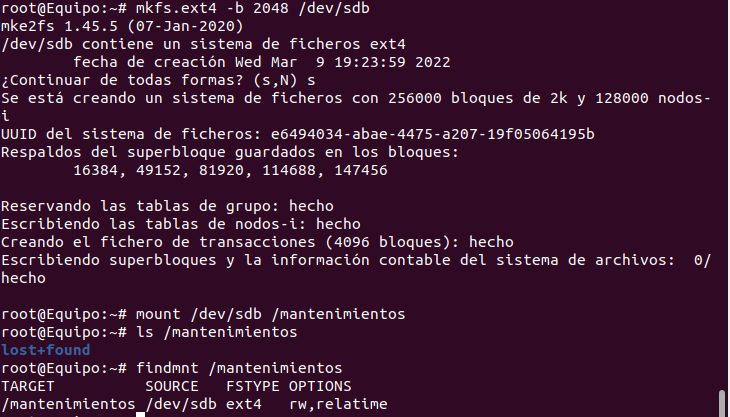 root@Equipo:~# mkfs.ext4 -b 2048 /dev/sdb
mke2fs 1.45.5 (07-Jan-2020)
/dev/sdb contiene un sistema de ficheros ext4
        fecha de creación Wed Mar  9 19:23:59 2022
¿Continuar de todas formas? (s,N) s
Se está creando un sistema de ficheros con 256000 bloques de 2k y 128000 nodos-
i
UUID del sistema de ficheros: e6494034-abae-4475-a207-19f05064195b
Respaldos del superbloque guardados en los bloques:
        16384, 49152, 81920, 114688, 147456

Reservando las tablas de grupo: hecho
Escribiendo las tablas de nodos-i: hecho
Creando el fichero de transacciones (4096 bloques): hecho
Escribiendo superbloques y la información contable del sistema de archivos:  0/
hecho

root@Equipo:~# mount /dev/sdb /mantenimientos
root@Equipo:~# ls /mantenimientos
lost+found
root@Equipo:~# findmnt /mantenimientos
TARGET          SOURCE   FSTYPE OPTIONS
/mantenimientos /dev/sdb ext4   rw,relatime